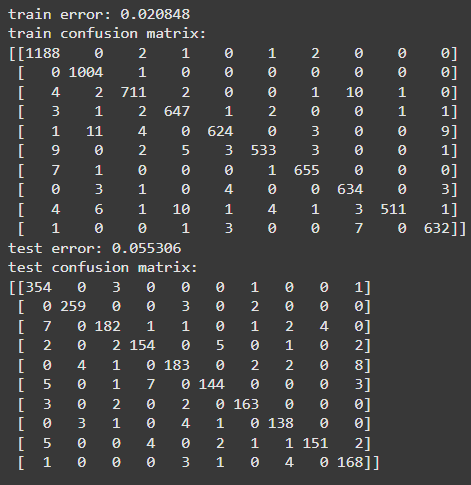 train error: 0.020848
train confusion matrix:
[[1188    0    2    1    0    1    2    0    0    0]
 [   0 1004    1    0    0    0    0    0    0    0]
 [   4    2  711    2    0    0    1   10    1    0]
 [   3    1    2  647    1    2    0    0    1    1]
 [   1   11    4    0  624    0    3    0    0    9]
 [   9    0    2    5    3  533    3    0    0    1]
 [   7    1    0    0    0    1  655    0    0    0]
 [   0    3    1    0    4    0    0  634    0    3]
 [   4    6    1   10    1    4    1    3  511    1]
 [   1    0    0    1    3    0    0    7    0  632]]
test error: 0.055306
test confusion matrix:
[[354   0   3   0   0   0   1   0   0   1]
 [  0 259   0   0   3   0   2   0   0   0]
 [  7   0 182   1   1   0   1   2   4   0]
 [  2   0   2 154   0   5   0   1   0   2]
 [  0   4   1   0 183   0   2   2   0   8]
 [  5   0   1   7   0 144   0   0   0   3]
 [  3   0   2   0   2   0 163   0   0   0]
 [  0   3   1   0   4   1   0 138   0   0]
 [  5   0   0   4   0   2   1   1 151   2]
 [  1   0   0   0   3   1   0   4   0 168]]